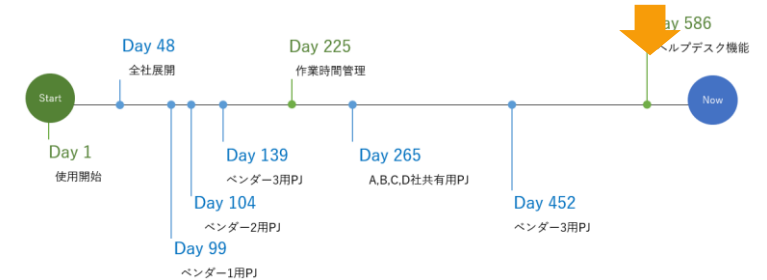 Day 48
全社展開
Day 225
作業時間管理
ay 586
ヘルプデスク機能
Start
Now
Day 1
使用開始
Day 139
ベンダー3用PJ
Day 265
A,B,C,D社共有用PJ
Day 104
ベンダー2用PJ
Day 452
ベンダー3用PJ
Day 99
ベンダー1用PJ